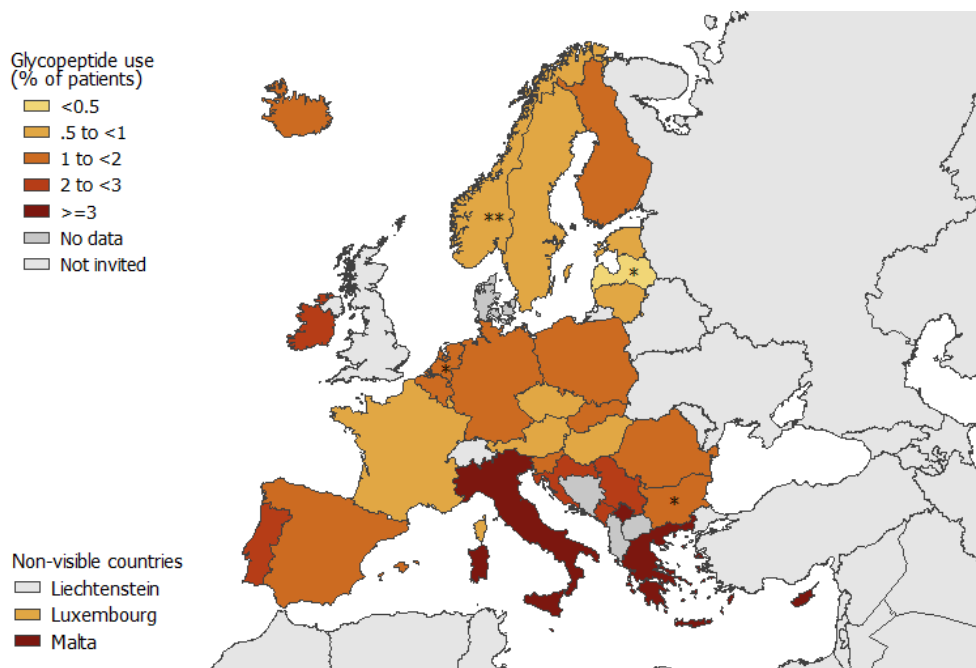 Glycopeptide use
(% of patients)
<0.5
.5 to <1
1 to <2
2 to <3
>=3
No data
Not invited
**
*
*
*
Non-visible countries
Liechtenstein
Luxembourg
Malta